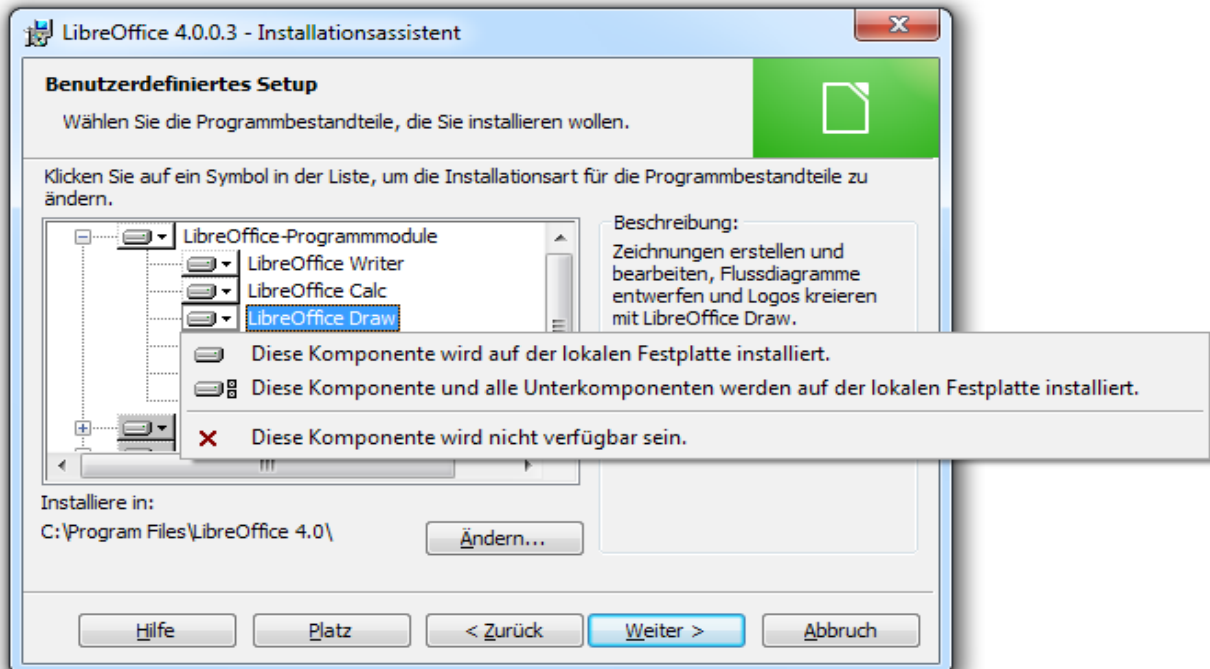 LibreOffice 4.0.0.3 - Installationsassistent
Benutzerdefiniertes Setup
Wählen Sie die Programmbestandteile, die Sie installieren wollen.
Klicken Sie auf ein Symbol in der Liste, um die Installationsart für die Programmbestandteile zu
ändern.
LibreOffice-Programmmodule
LibreOffice Writer
LibreOffice Calc
LibreOffice Draw
Beschreibung:
Zeichnungen erstellen und
bearbeiten, Flussdiagramme
entwerfen und Logos kreieren
mit LibreOffice Draw.
Diese Komponente wird auf der lokalen Festplatte installiert.
Diese Komponente und alle Unterkomponenten werden auf der lokalen Festplatte installiert.
Diese Komponente wird nicht verfügbar sein.
Installiere in:
C:\Program Files\LibreOffice 4.0\
Ändern...
Hilfe
Platz
< Zurück
Weiter >
Abbruch